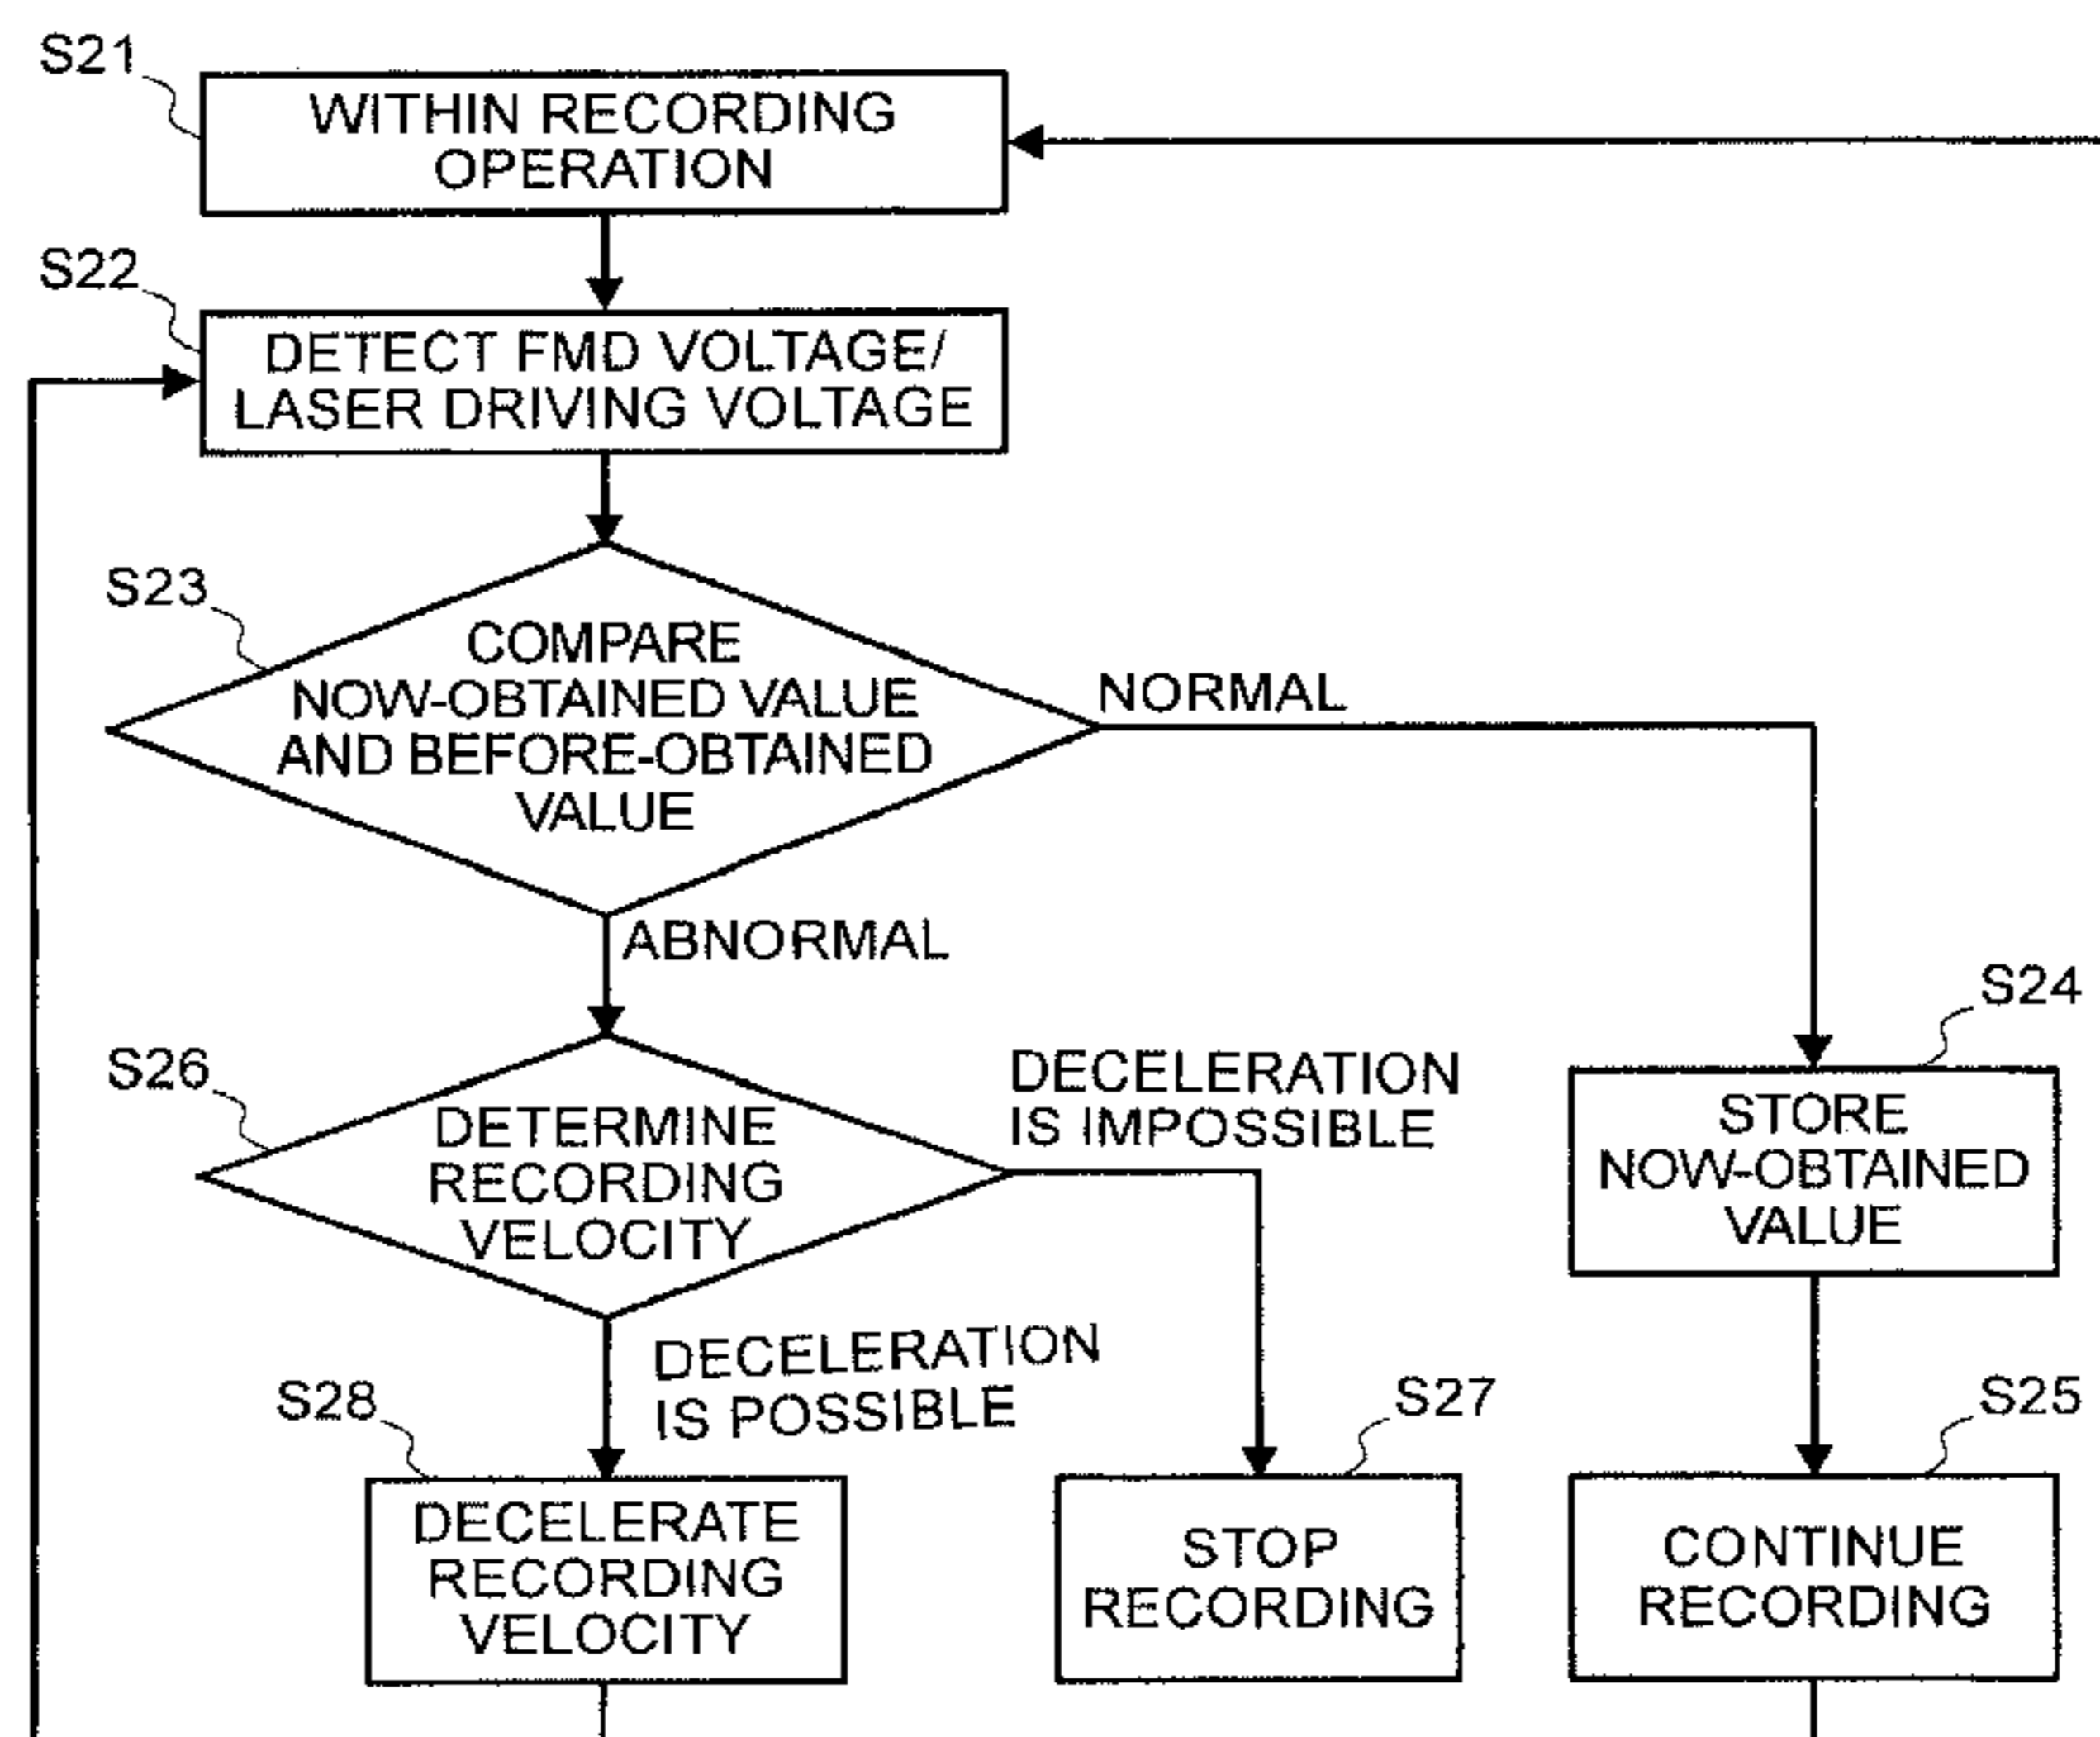 S21
WITHIN RECORDING
OPERATION
S22
DETECT FMD VOLTAGE/
LASER DRIVING VOLTAGE
S23
COMPARE
NOW-OBTAINED VALUE
AND BEFORE-OBTAINED
VALUE
NORMAL
ABNORMAL
S24
STORE
NOW-OBTAINED
VALUE
S26
DETERMINE
RECORDING
VELOCITY
DECELERATION
IS IMPOSSIBLE
DECELERATION
IS POSSIBLE
S28
DECELERATE
RECORDING
VELOCITY
S27
STOP
RECORDING
S25
CONTINUE
RECORDING